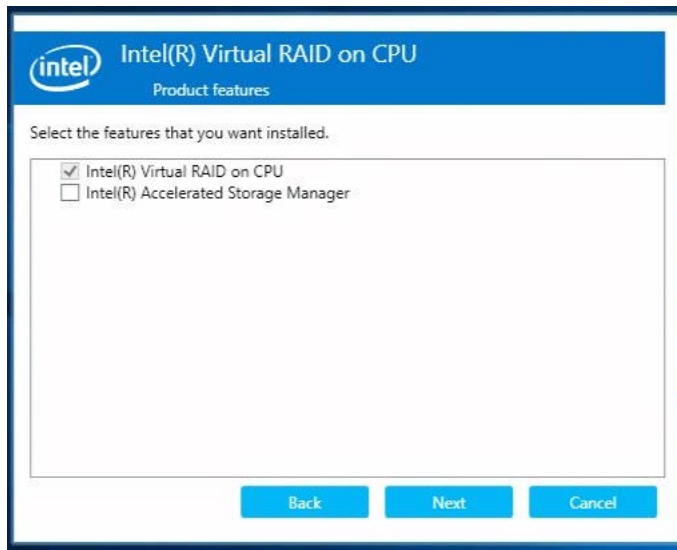 intel
Intel(R) Virtual RAID on CPU
Product features
Select the features that you want installed.
Intel(R) Virtual RAID on CPU
Intel(R) Accelerated Storage Manager
Back Next Cancel